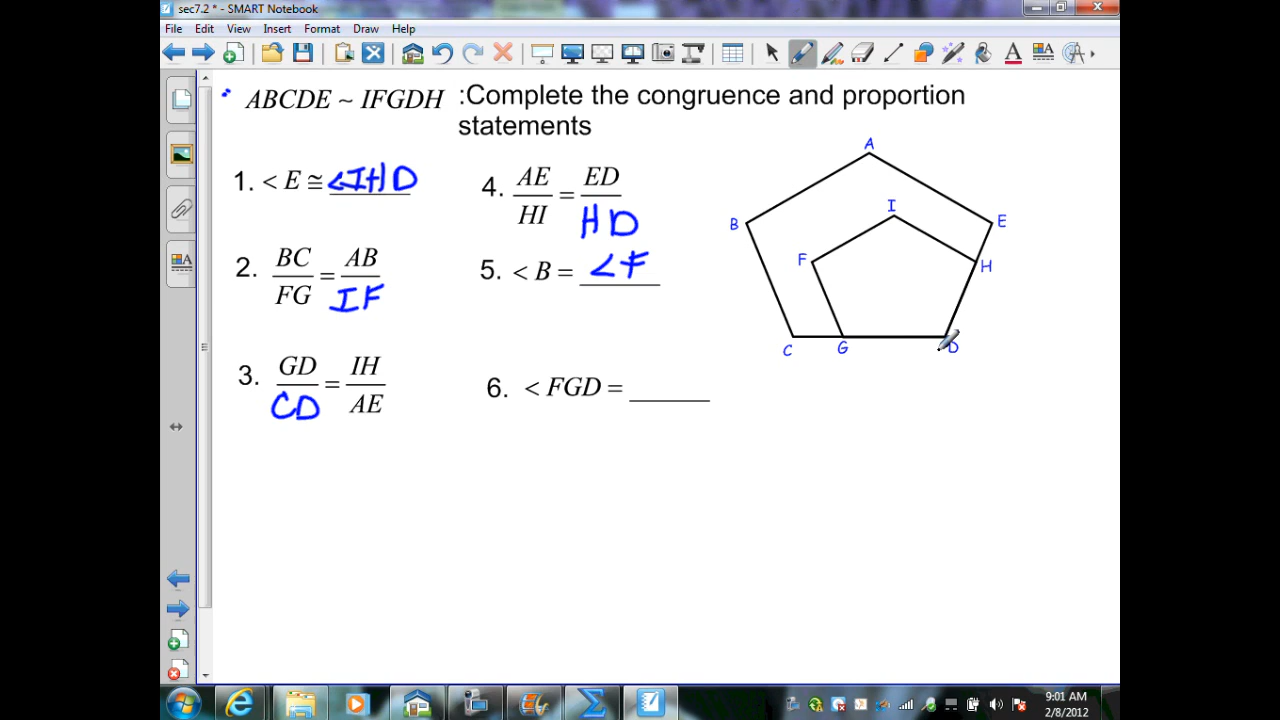 sec7.2 * - SMART Notebook
File Edit View Insert Format Draw Help
ABCDE ~ IFGDH :Complete the congruence and proportion
statements
1. < E ≅ <IHD
4. AE/HI = ED/HD
2. BC/FG = AB/IF
5. < B = <F
3. GD/CD = IH/AE
6. < FGD = ______
A
I
B
E
F
H
C
G
D
9:01 AM
2/8/2012